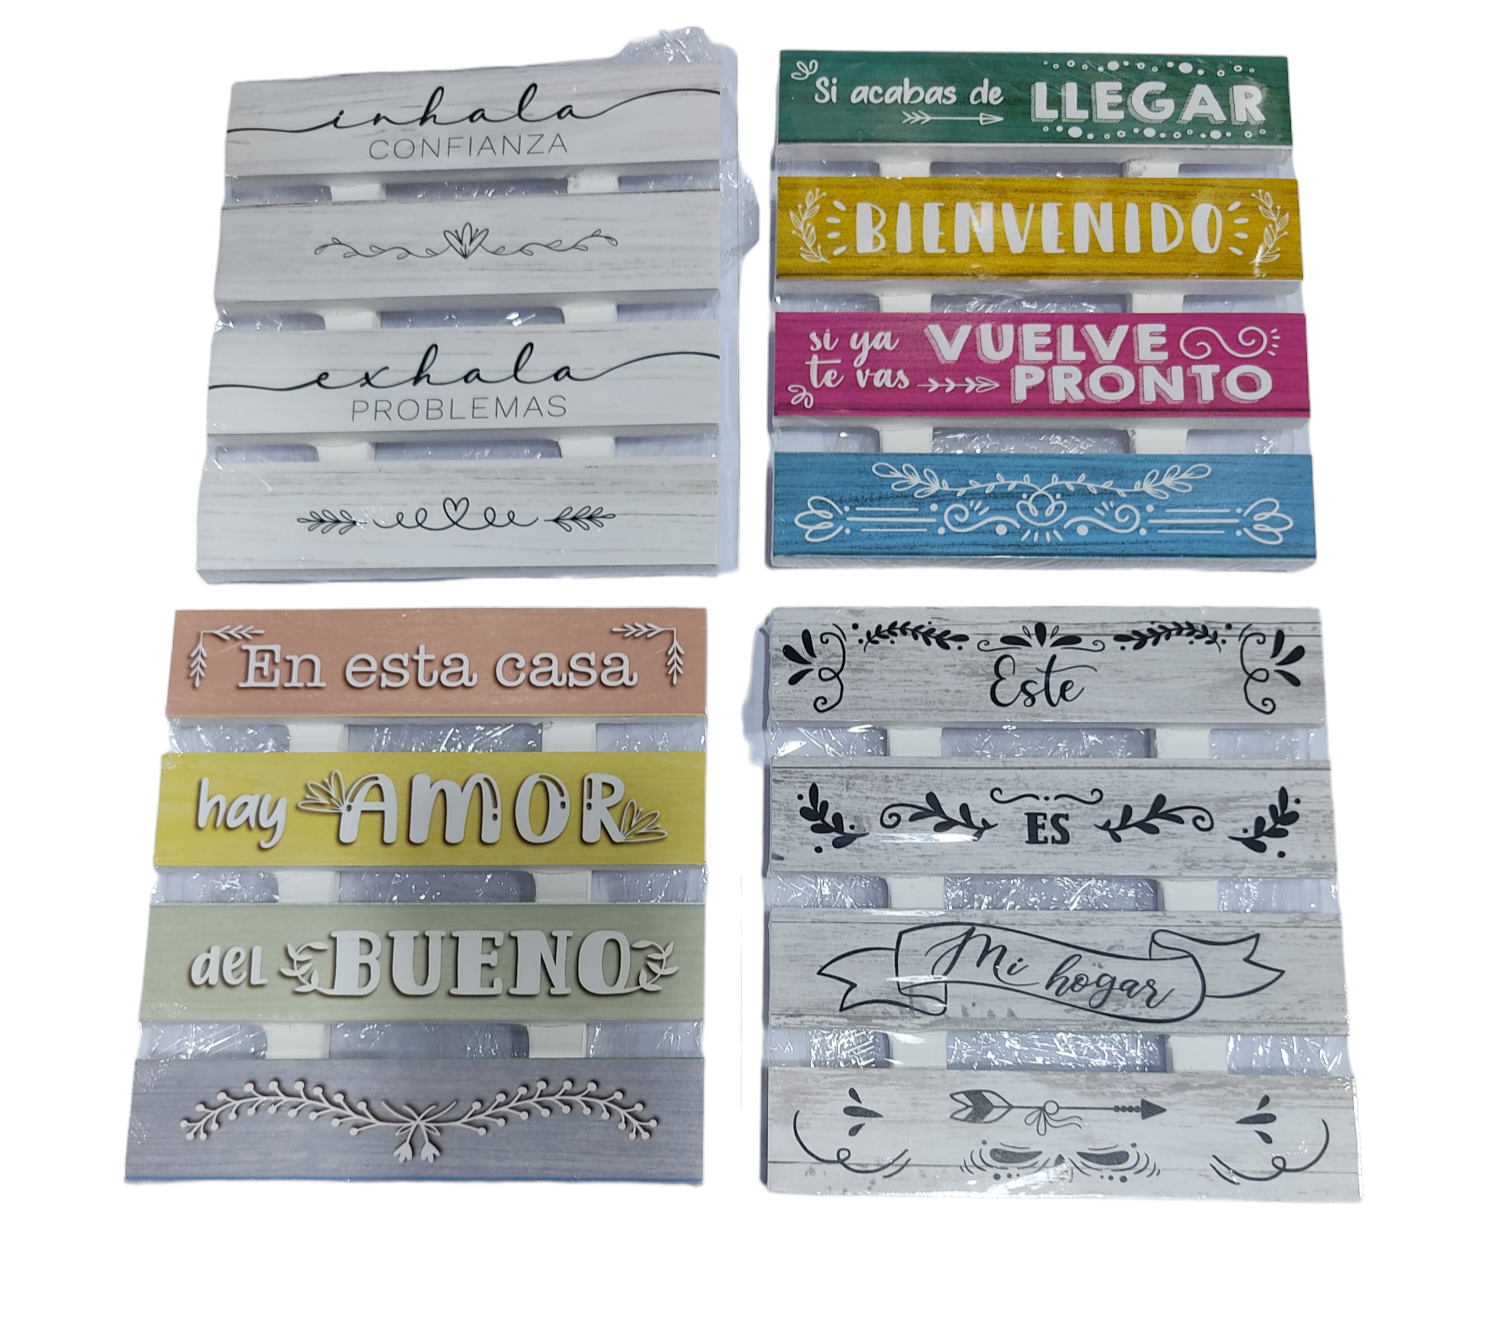 inhala
CONFIANZA
exhala
PROBLEMAS
Si acabas de LLEGAR
BIENVENIDO
si ya te vas VUELVE PRONTO
En esta casa
hay AMOR
del BUENO
Este
ES
Mi hogar